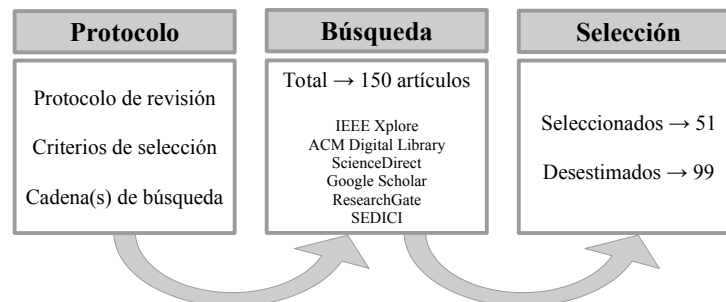 Protocolo
Protocolo de revisión
Criterios de selección
Cadena(s) de búsqueda
Búsqueda
Total → 150 artículos
IEEE Xplore
ACM Digital Library
ScienceDirect
Google Scholar
ResearchGate
SEDICI
Selección
Seleccionados → 51
Desestimados → 99